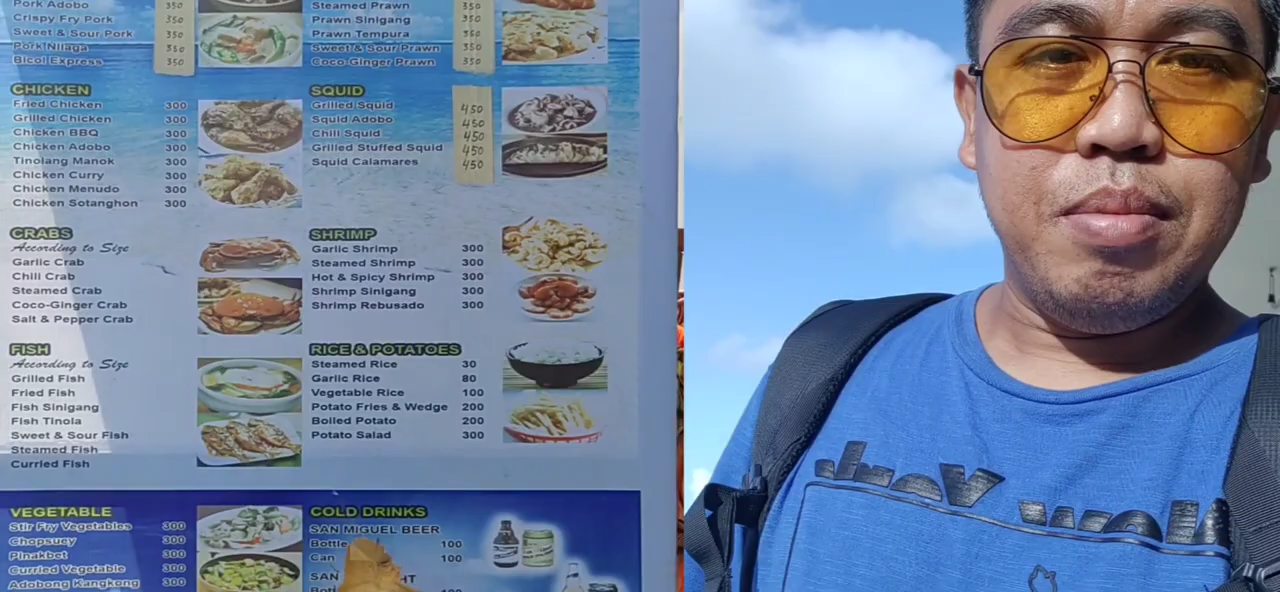 Pork Adobo 350
Crispy Fry Pork 350
Sweet & Sour Pork 350
Pork Nilaga 350
Bicol Express 350
CHICKEN
Fried Chicken 300
Grilled Chicken 300
Chicken BBQ 300
Chicken Adobo 300
Tinolang Manok 300
Chicken Curry 300
Chicken Menudo 300
Chicken Sotanghon 300
CRABS
According to Size
Garlic Crab
Chili Crab
Steamed Crab
Coco-Ginger Crab
Salt & Pepper Crab
FISH
According to Size
Grilled Fish
Fried Fish
Fish Sinigang
Fish Tinola
Sweet & Sour Fish
Steamed Fish
Curried Fish
VEGETABLE
Stir Fry Vegetables 300
Chopsuey 300
Pinakbet 300
Curried Vegetable 300
Adobong Kangkong 300
Steamed Prawn 350
Prawn Sinigang 350
Prawn Tempura 350
Sweet & Sour Prawn 350
Coco-Ginger Prawn 350
SQUID
Grilled Squid 450
Squid Adobo 450
Chili Squid 450
Grilled Stuffed Squid 450
Squid Calamares 450
SHRIMP
Garlic Shrimp 300
Steamed Shrimp 300
Hot & Spicy Shrimp 300
Shrimp Sinigang 300
Shrimp Rebusado 300
RICE & POTATOES
Steamed Rice 30
Garlic Rice 80
Vegetable Rice 100
Potato Fries & Wedge 200
Boiled Potato 200
Potato Salad 300
COLD DRINKS
SAN MIGUEL BEER
Bottle 100
Can 100
SAN